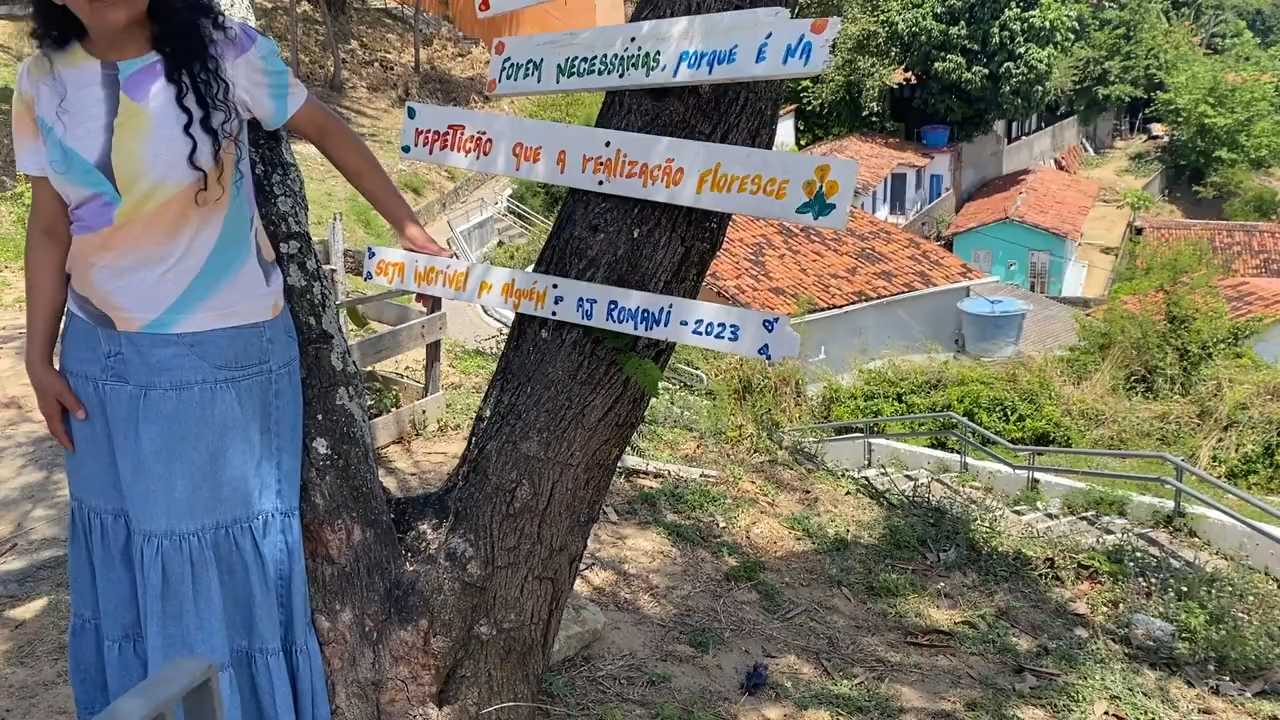 FOREM NECESSÁRIAS, PORQUE É NA
REPETIÇÃO QUE A REALIZAÇÃO FLORESCE
SEJA INCRÍVEL P/ ALGUÉM: AJ ROMANI - 2023